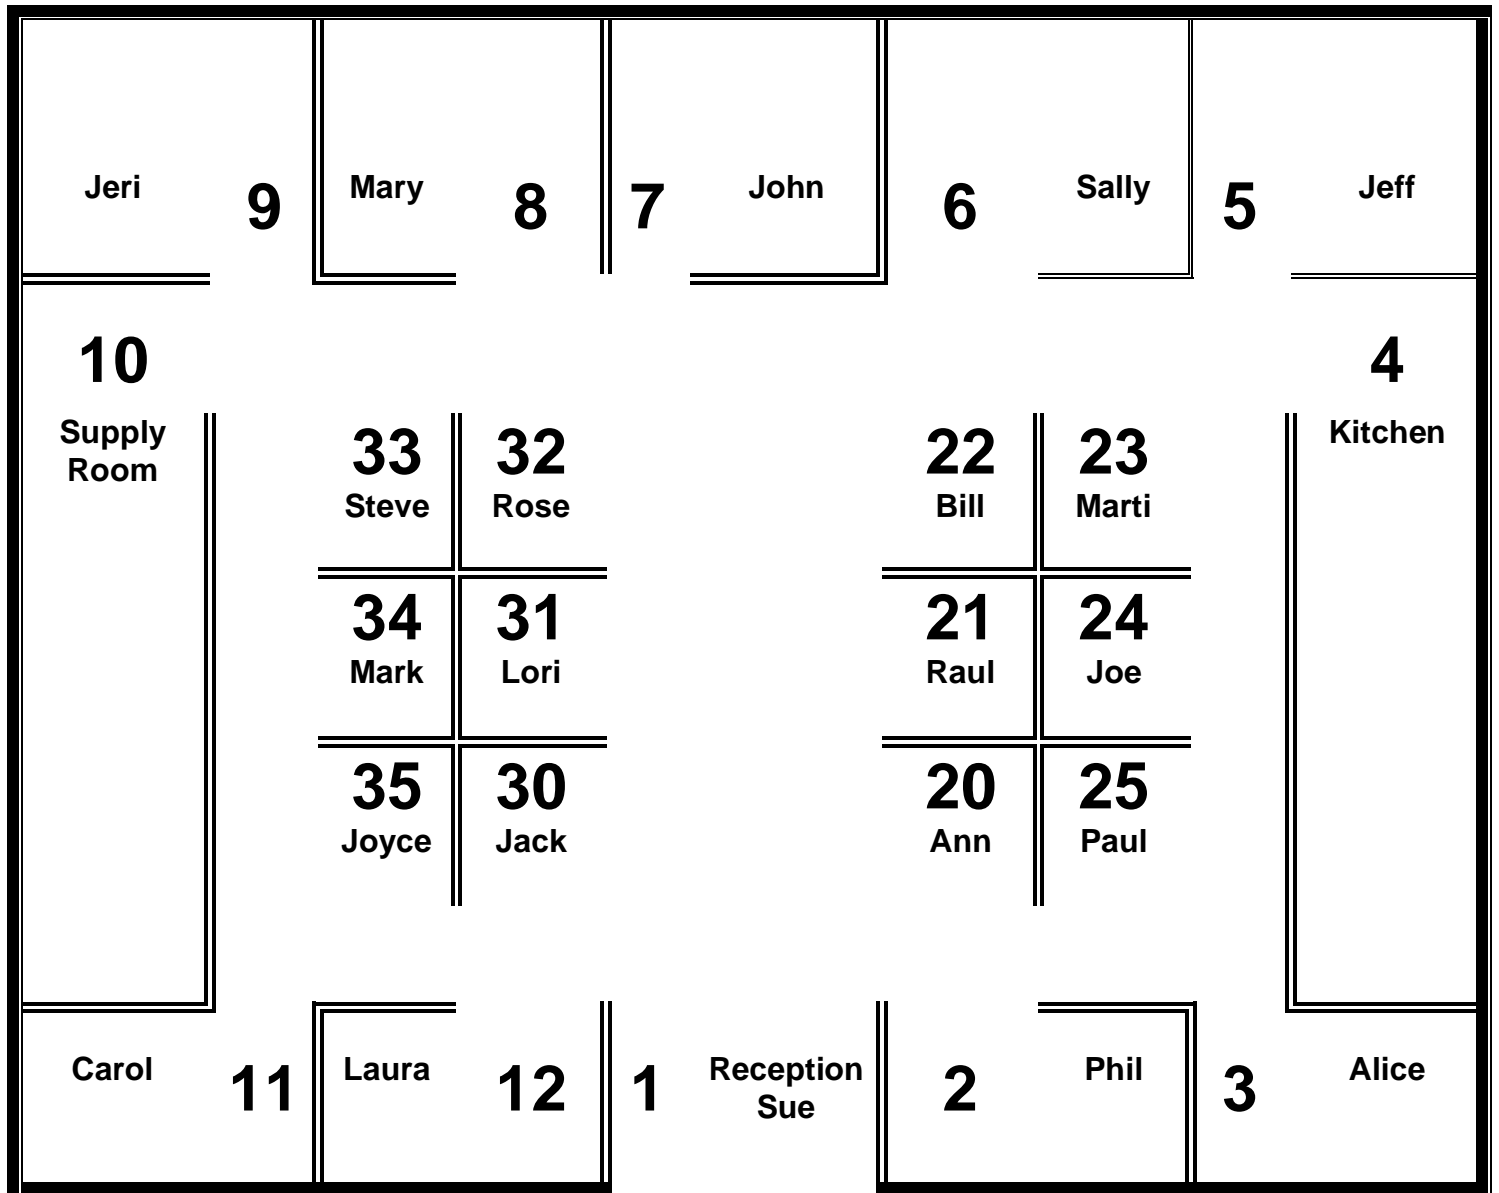 Jeri
9
Mary
8
7
John
6
Sally
5
Jeff
10
Supply
Room
4
Kitchen
33
Steve
32
Rose
22
Bill
23
Marti
34
Mark
31
Lori
21
Raul
24
Joe
35
Joyce
30
Jack
20
Ann
25
Paul
Carol
11
Laura
12
1
Reception
Sue
2
Phil
3
Alice